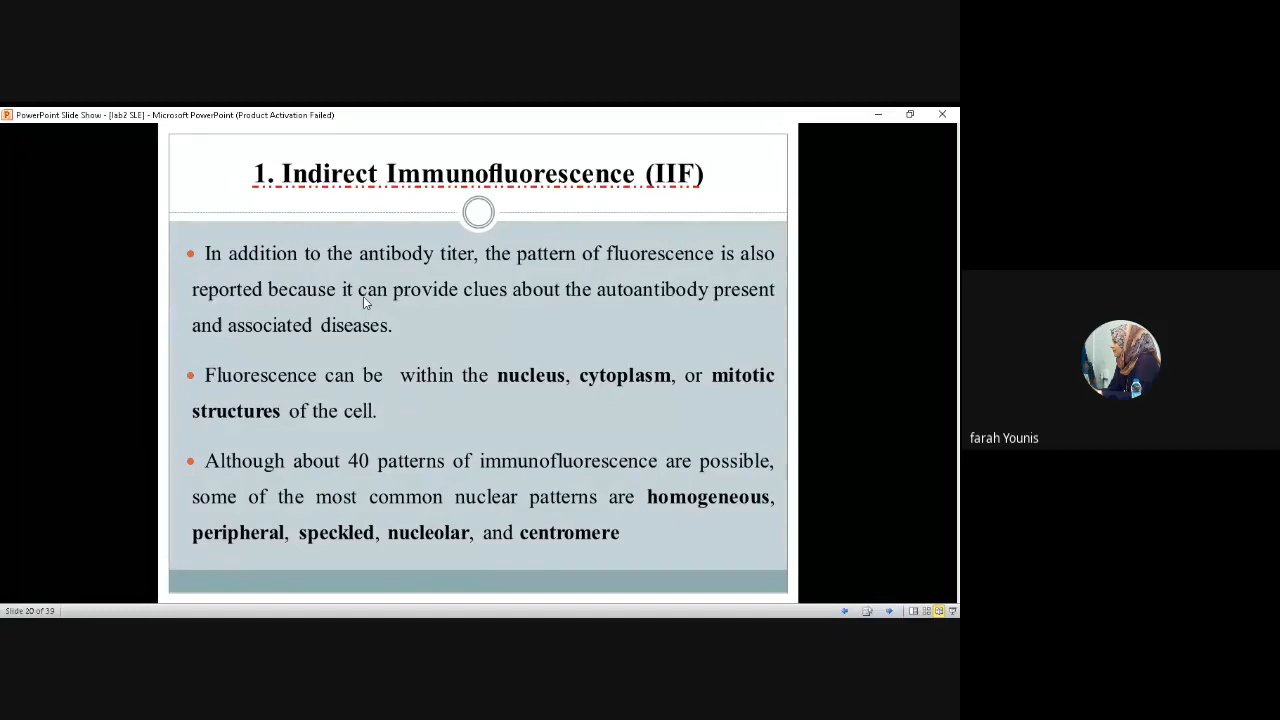 PowerPoint Slide Show - [lab2 SLE] - Microsoft PowerPoint (Product Activation Failed)
1. Indirect Immunofluorescence (IIF)
• In addition to the antibody titer, the pattern of fluorescence is also
reported because it can provide clues about the autoantibody present
and associated diseases.
• Fluorescence can be within the nucleus, cytoplasm, or mitotic
structures of the cell.
• Although about 40 patterns of immunofluorescence are possible,
some of the most common nuclear patterns are homogeneous,
peripheral, speckled, nucleolar, and centromere
Slide 20 of 39
farah Younis